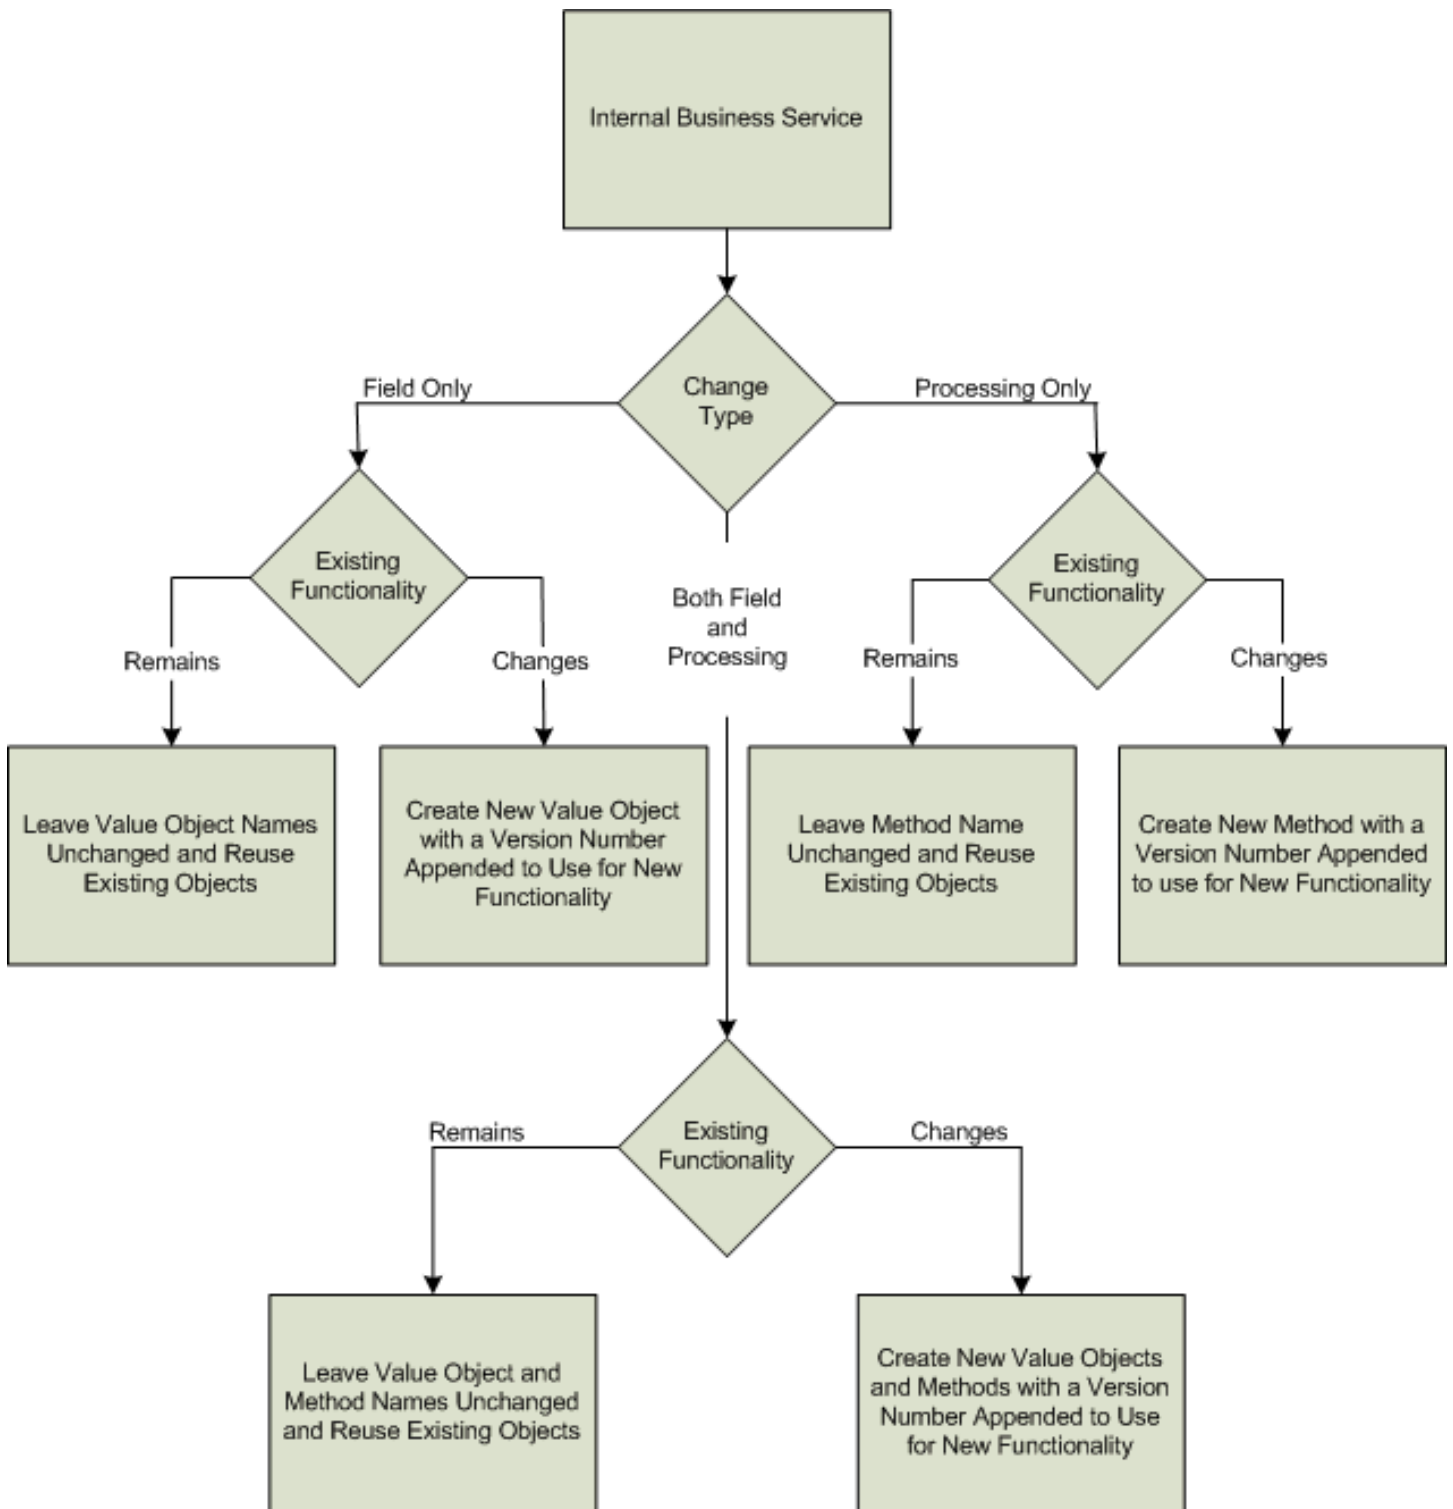 Internal Business Service
Change
Type
Field Only
Processing Only
Existing
Functionality
Existing
Functionality
Both Field
and
Processing
Remains
Changes
Remains
Changes
Leave Value Object Names
Unchanged and Reuse
Existing Objects
Create New Value Object
with a Version Number
Appended to Use for New
Functionality
Leave Method Name
Unchanged and Reuse
Existing Objects
Create New Method with a
Version Number Appended
to use for New Functionality
Existing
Functionality
Remains
Changes
Leave Value Object and
Method Names Unchanged
and Reuse Existing Objects
Create New Value Objects
and Methods with a Version
Number Appended to Use
for New Functionality